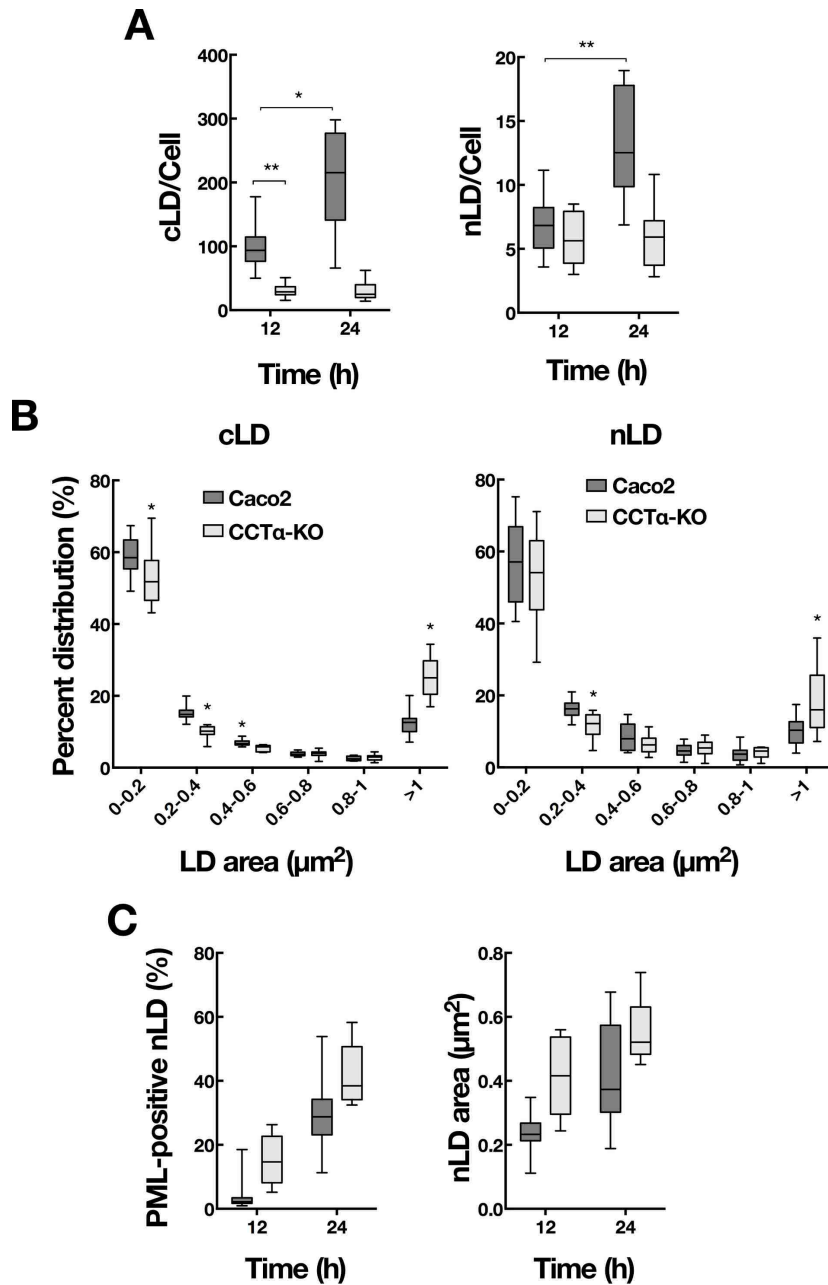 A
cLD/Cell
400
300
200
100
0
*
**
12
24
Time (h)
nLD/Cell
20
15
10
5
0
**
12
24
Time (h)
B
cLD
Percent distribution (%)
80
60
40
20
0
Caco2
CCTα-KO
*
*
*
*
0–0.2
0.2–0.4
0.4–0.6
0.6–0.8
0.8–1
>1
LD area (µm²)
nLD
80
60
40
20
0
Caco2
CCTα-KO
*
*
0–0.2
0.2–0.4
0.4–0.6
0.6–0.8
0.8–1
>1
LD area (µm²)
C
PML-positive nLD (%)
80
60
40
20
0
12
24
Time (h)
nLD area (µm²)
0.8
0.6
0.4
0.2
0.0
12
24
Time (h)